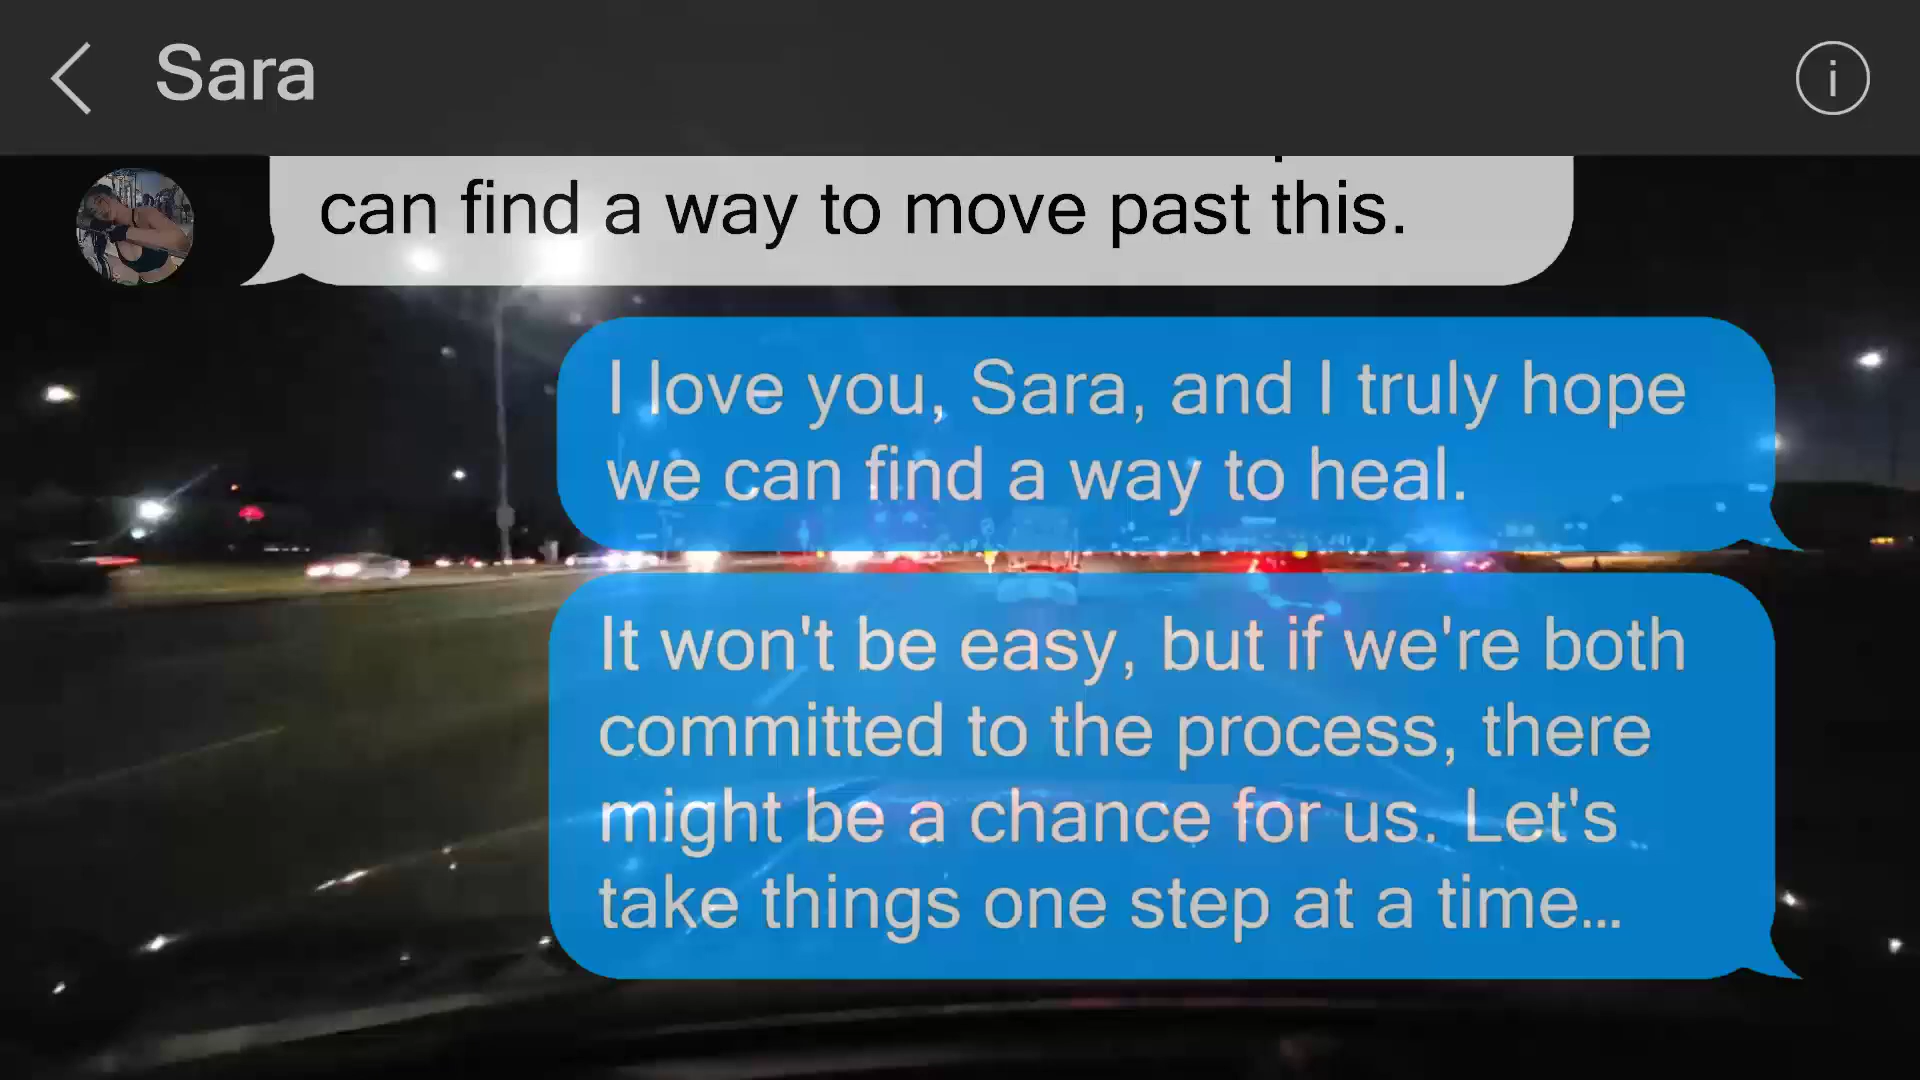 Sara
can find a way to move past this.
I love you, Sara, and I truly hope
we can find a way to heal.
It won't be easy, but if we're both
committed to the process, there
might be a chance for us. Let's
take things one step at a time...